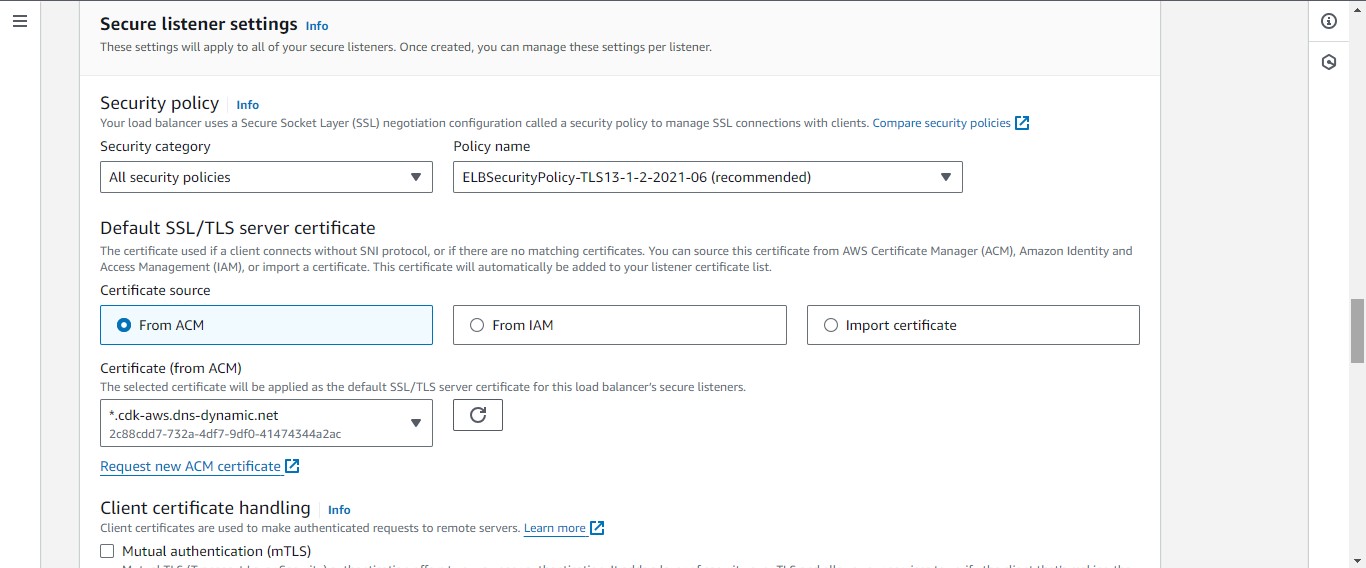 Secure listener settings Info
These settings will apply to all of your secure listeners. Once created, you can manage these settings per listener.
Security policy Info
Your load balancer uses a Secure Socket Layer (SSL) negotiation configuration called a security policy to manage SSL connections with clients. Compare security policies
Security category
Policy name
All security policies
ELBSecurityPolicy-TLS13-1-2-2021-06 (recommended)
Default SSL/TLS server certificate
The certificate used if a client connects without SNI protocol, or if there are no matching certificates. You can source this certificate from AWS Certificate Manager (ACM), Amazon Identity and
Access Management (IAM), or import a certificate. This certificate will automatically be added to your listener certificate list.
Certificate source
From ACM
From IAM
Import certificate
Certificate (from ACM)
The selected certificate will be applied as the default SSL/TLS server certificate for this load balancer's secure listeners.
*.cdk-aws.dns-dynamic.net
2c88cdd7-732a-4df7-9df0-41474344a2ac
Request new ACM certificate
Client certificate handling Info
Client certificates are used to make authenticated requests to remote servers. Learn more
Mutual authentication (mTLS)